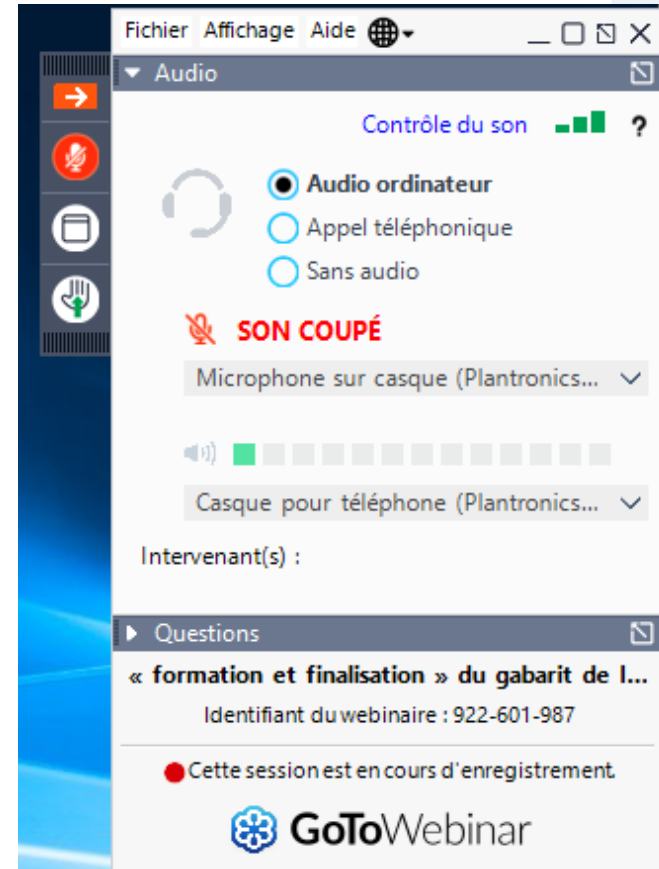 Fichier Affichage Aide
Audio
Contrôle du son ?
Audio ordinateur
Appel téléphonique
Sans audio
SON COUPÉ
Microphone sur casque (Plantronics...
Casque pour téléphone (Plantronics...
Intervenant(s) :
Questions
« formation et finalisation » du gabarit de l...
Identifiant du webinaire : 922-601-987
Cette session est en cours d'enregistrement.
GoToWebinar